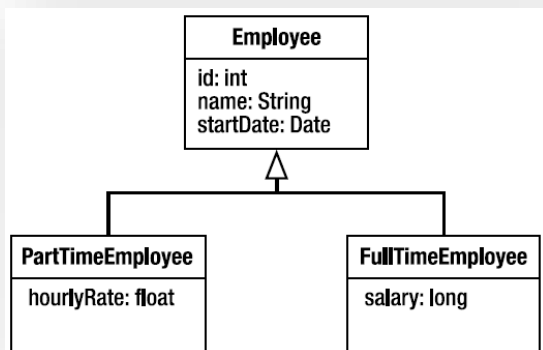 Employee
id: int
name: String
startDate: Date
PartTimeEmployee
hourlyRate: float
FullTimeEmployee
salary: long